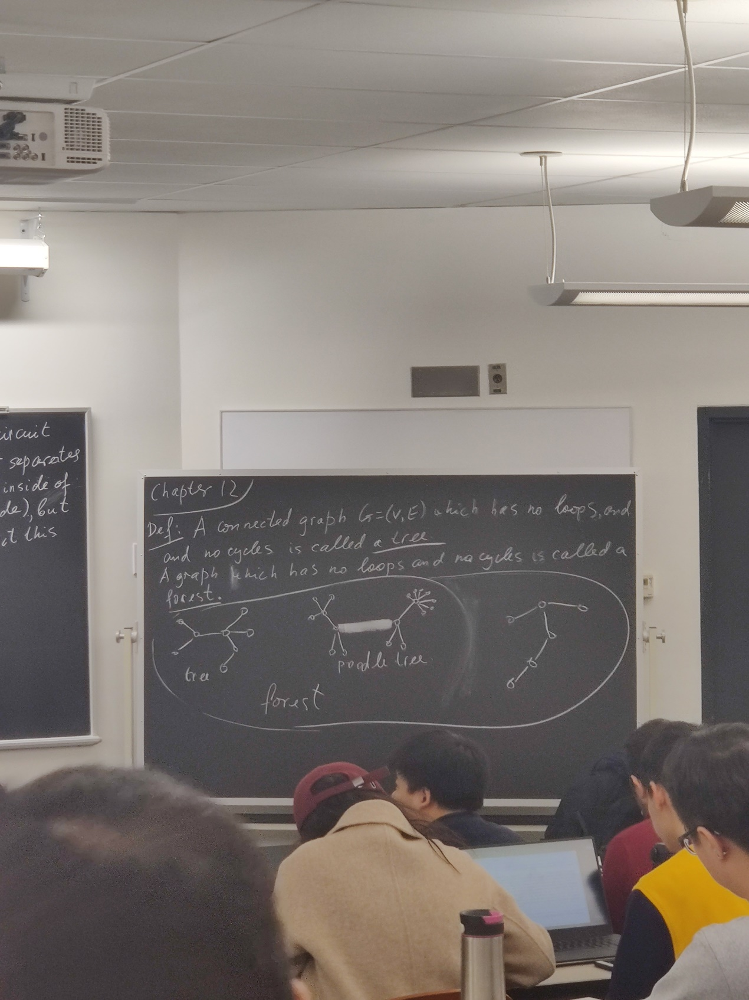 ircuit
separates
inside of
de), but
ct this
Chapter 12
Def: A connected graph G=(V,E) which has no loops, and
and no cycles is called a tree.
A graph which has no loops and no cycles is called a
forest.
tree
poodle tree.
forest